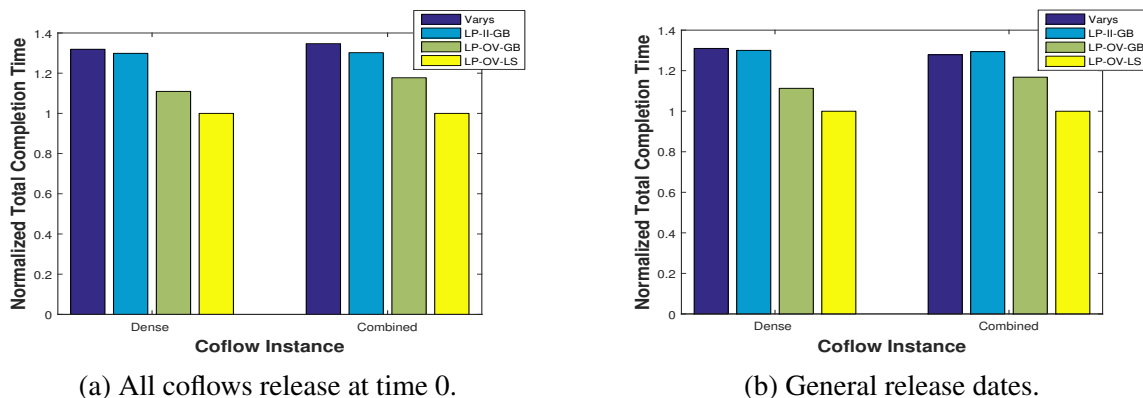 Varys
LP-II-GB
LP-OV-GB
LP-OV-LS
Normalized Total Completion Time
1.4
1.2
1
0.8
0.6
0.4
0.2
0
Dense
Combined
Coflow Instance
(a) All coflows release at time 0.
Varys
LP-II-GB
LP-OV-GB
LP-OV-LS
Normalized Total Completion Time
1.4
1.2
1
0.8
0.6
0.4
0.2
0
Dense
Combined
Coflow Instance
(b) General release dates.